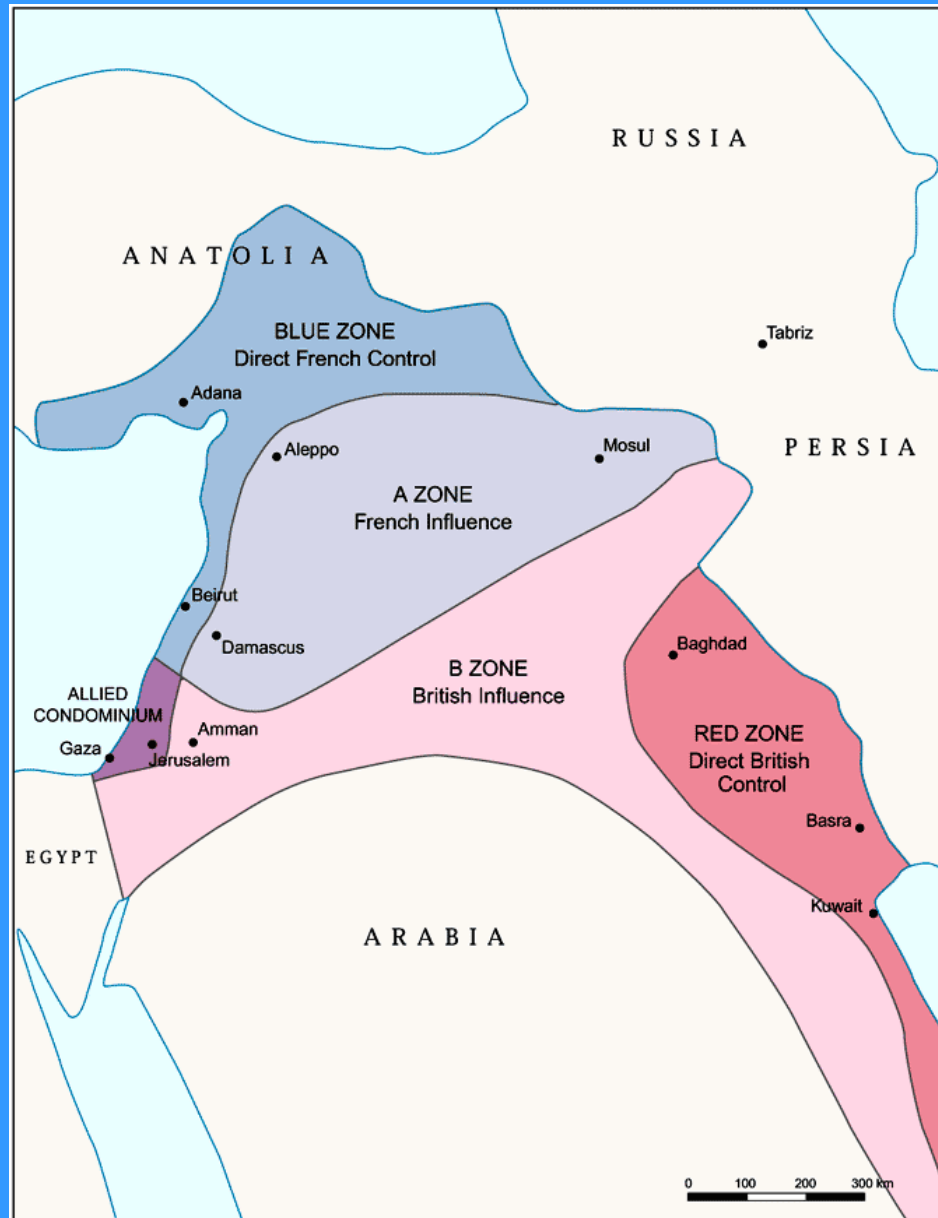 RUSSIA
ANATOLIA
BLUE ZONE
Direct French Control
Tabriz
Adana
Aleppo
Mosul
PERSIA
A ZONE
French Influence
Beirut
Damascus
Baghdad
B ZONE
British Influence
ALLIED
CONDOMINIUM
Gaza
Jerusalem
Amman
RED ZONE
Direct British
Control
Basra
EGYPT
Kuwait
ARABIA
0 100 200 300 km